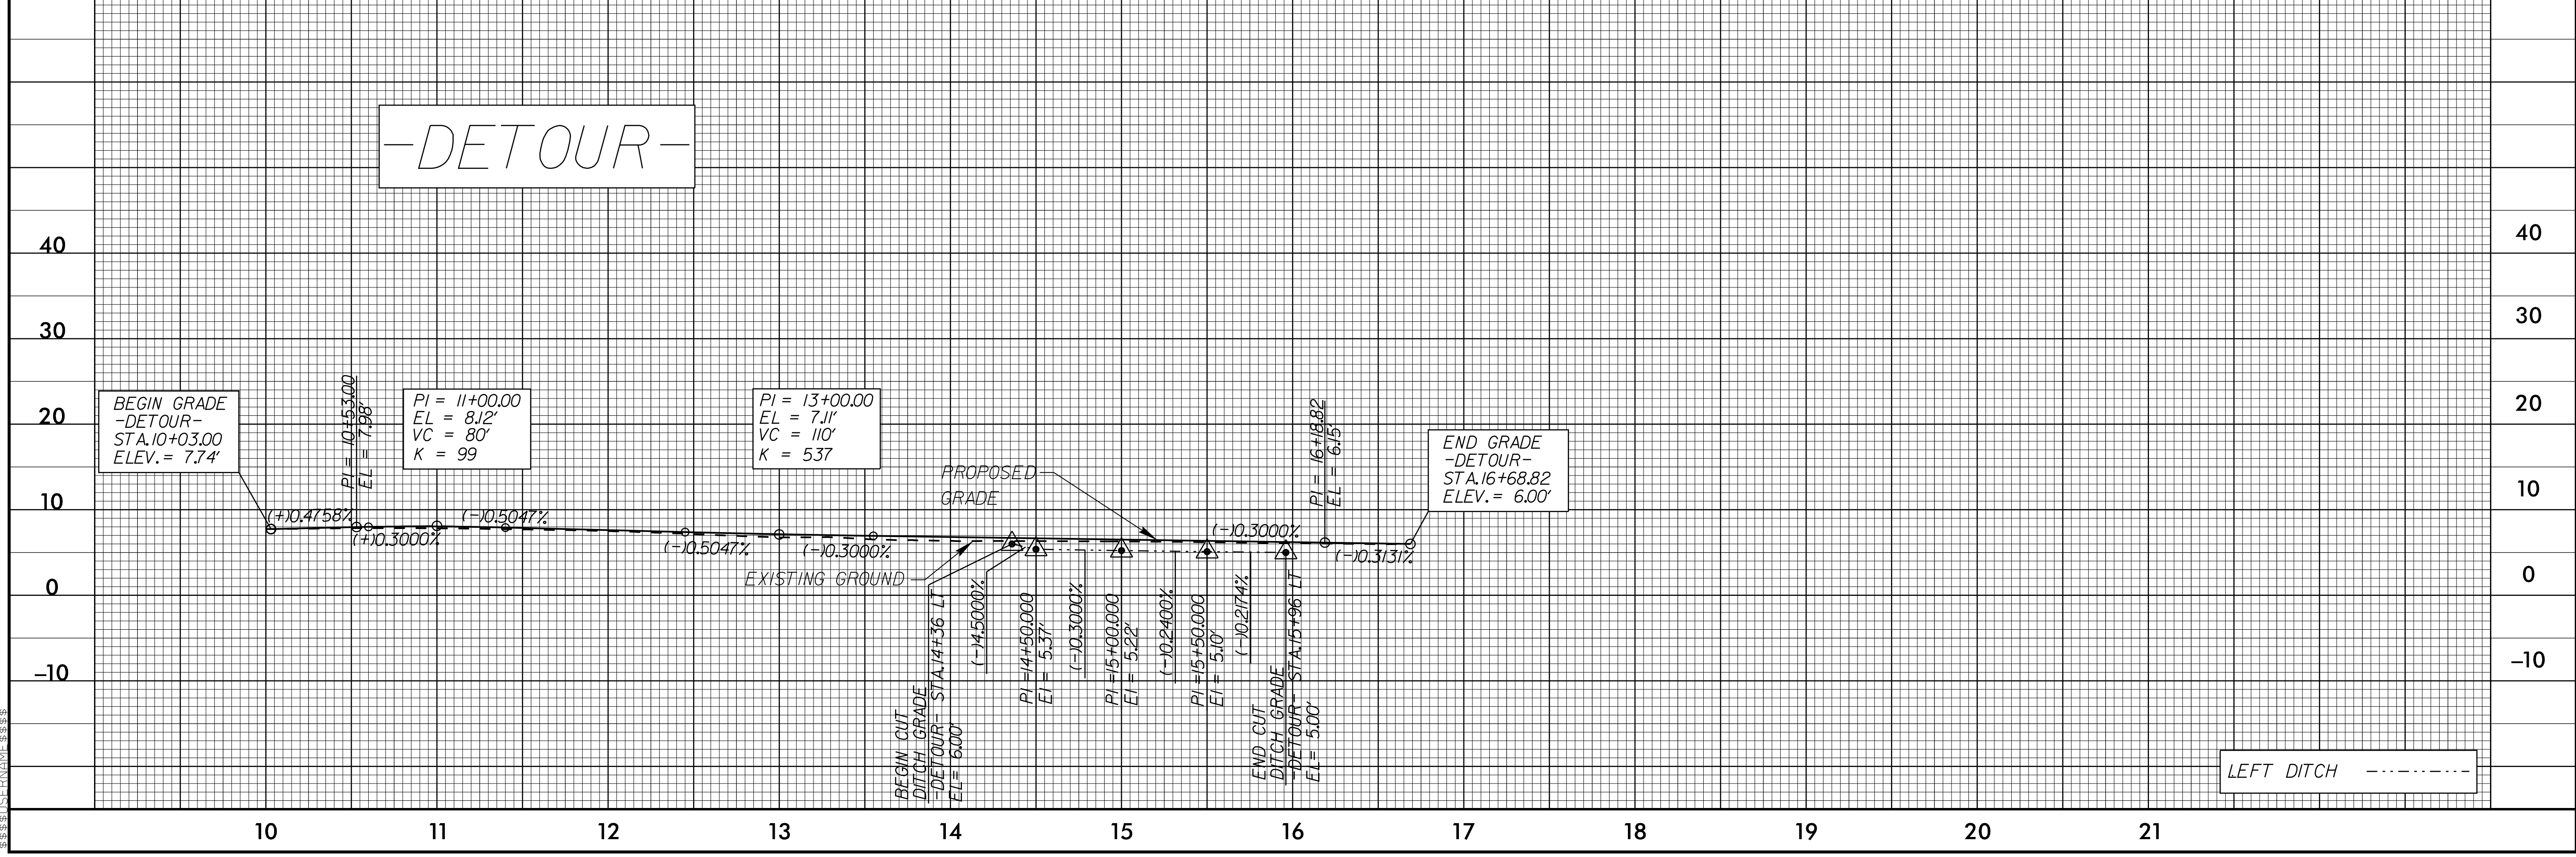 -DETOUR-
40
30
20
10
0
-10
40
30
20
10
0
-10
BEGIN GRADE
-DETOUR-
STA.10+03.00
ELEV.= 7.74'
PI = 10+53.00
EL = 7.98'
PI = 11+00.00
EL = 8.12'
VC = 80'
K = 99
PI = 13+00.00
EL = 7.11'
VC = 110'
K = 537
PROPOSED
GRADE
PI = 16+18.82
EL = 6.15'
END GRADE
-DETOUR-
STA.16+68.82
ELEV.= 6.00'
(+)0.4758%
(+)0.3000%
(-)0.5047%
(-)0.5047%
(-)0.3000%
(-)0.3000%
(-)0.3131%
EXISTING GROUND
BEGIN CUT
DITCH GRADE
-DETOUR- STA.14+36 LT
EL= 6.00'
(-)4.5000%
PI =14+50.000
El = 5.37'
(-)0.3000%
PI =15+00.000
El = 5.22'
(-)0.2400%
PI =15+50.000
El = 5.10'
(-)0.2174%
END CUT
DITCH GRADE
-DETOUR- STA.15+96 LT
EL= 5.00'
LEFT DITCH
10
11
12
13
14
15
16
17
18
19
20
21